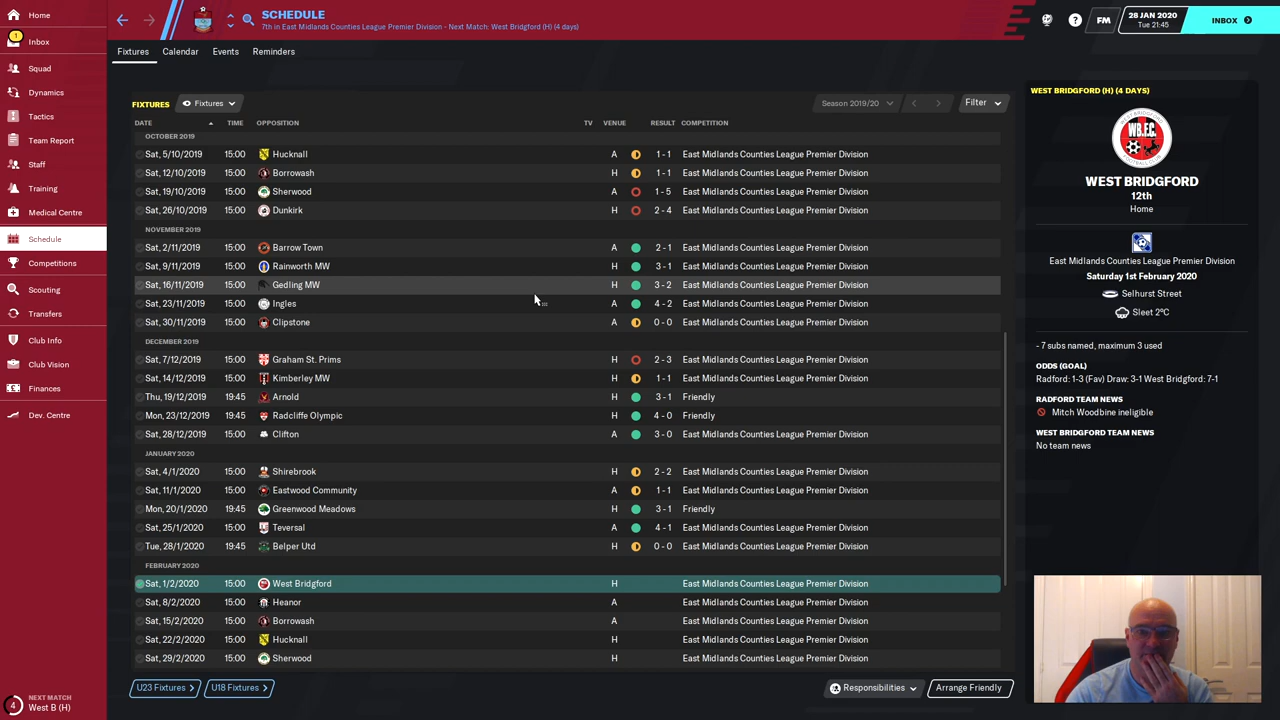 Home
1
Inbox
Squad
Dynamics
Tactics
Team Report
Staff
Training
Medical Centre
Schedule
Competitions
Scouting
Transfers
Club Info
Club Vision
Finances
Dev. Centre
4
NEXT MATCH
West B (H)
SCHEDULE
7th in East Midlands Counties League Premier Division - Next Match: West Bridgford (H) (4 days)
? FM
28 JAN 2020
Tue 21:45
INBOX
Fixtures Calendar Events Reminders
FIXTURES Fixtures Season 2019/20 Filter
DATE TIME OPPOSITION TV VENUE RESULT COMPETITION
OCTOBER 2019
Sat, 5/10/2019 15:00 Hucknall A 1 - 1 East Midlands Counties League Premier Division
Sat, 12/10/2019 15:00 Borrowash H 1 - 1 East Midlands Counties League Premier Division
Sat, 19/10/2019 15:00 Sherwood A 1 - 5 East Midlands Counties League Premier Division
Sat, 26/10/2019 15:00 Dunkirk H 2 - 4 East Midlands Counties League Premier Division
NOVEMBER 2019
Sat, 2/11/2019 15:00 Barrow Town A 2 - 1 East Midlands Counties League Premier Division
Sat, 9/11/2019 15:00 Rainworth MW H 3 - 1 East Midlands Counties League Premier Division
Sat, 16/11/2019 15:00 Gedling MW H 3 - 2 East Midlands Counties League Premier Division
Sat, 23/11/2019 15:00 Ingles A 4 - 2 East Midlands Counties League Premier Division
Sat, 30/11/2019 15:00 Clipstone A 0 - 0 East Midlands Counties League Premier Division
DECEMBER 2019
Sat, 7/12/2019 15:00 Graham St. Prims H 2 - 3 East Midlands Counties League Premier Division
Sat, 14/12/2019 15:00 Kimberley MW H 1 - 1 East Midlands Counties League Premier Division
Thu, 19/12/2019 19:45 Arnold H 3 - 1 Friendly
Mon, 23/12/2019 19:45 Radcliffe Olympic H 4 - 0 Friendly
Sat, 28/12/2019 15:00 Clifton A 3 - 0 East Midlands Counties League Premier Division
JANUARY 2020
Sat, 4/1/2020 15:00 Shirebrook H 2 - 2 East Midlands Counties League Premier Division
Sat, 11/1/2020 15:00 Eastwood Community A 1 - 1 East Midlands Counties League Premier Division
Mon, 20/1/2020 19:45 Greenwood Meadows H 3 - 1 Friendly
Sat, 25/1/2020 15:00 Teversal A 4 - 1 East Midlands Counties League Premier Division
Tue, 28/1/2020 19:45 Belper Utd H 0 - 0 East Midlands Counties League Premier Division
FEBRUARY 2020
Sat, 1/2/2020 15:00 West Bridgford H East Midlands Counties League Premier Division
Sat, 8/2/2020 15:00 Heanor A East Midlands Counties League Premier Division
Sat, 15/2/2020 15:00 Borrowash A East Midlands Counties League Premier Division
Sat, 22/2/2020 15:00 Hucknall H East Midlands Counties League Premier Division
Sat, 29/2/2020 15:00 Sherwood H East Midlands Counties League Premier Division
U23 Fixtures U18 Fixtures Responsibilities Arrange Friendly
WEST BRIDGFORD (H) (4 DAYS)
W.B.F.C.
WEST BRIDGFORD
12th
Home
East Midlands Counties League Premier Division
Saturday 1st February 2020
Selhurst Street
Sleet 2ºC
- 7 subs named, maximum 3 used
ODDS (GOAL)
Radford: 1-3 (Fav) Draw: 3-1 West Bridgford: 7-1
RADFORD TEAM NEWS
Mitch Woodbine ineligible
WEST BRIDGFORD TEAM NEWS
No team news